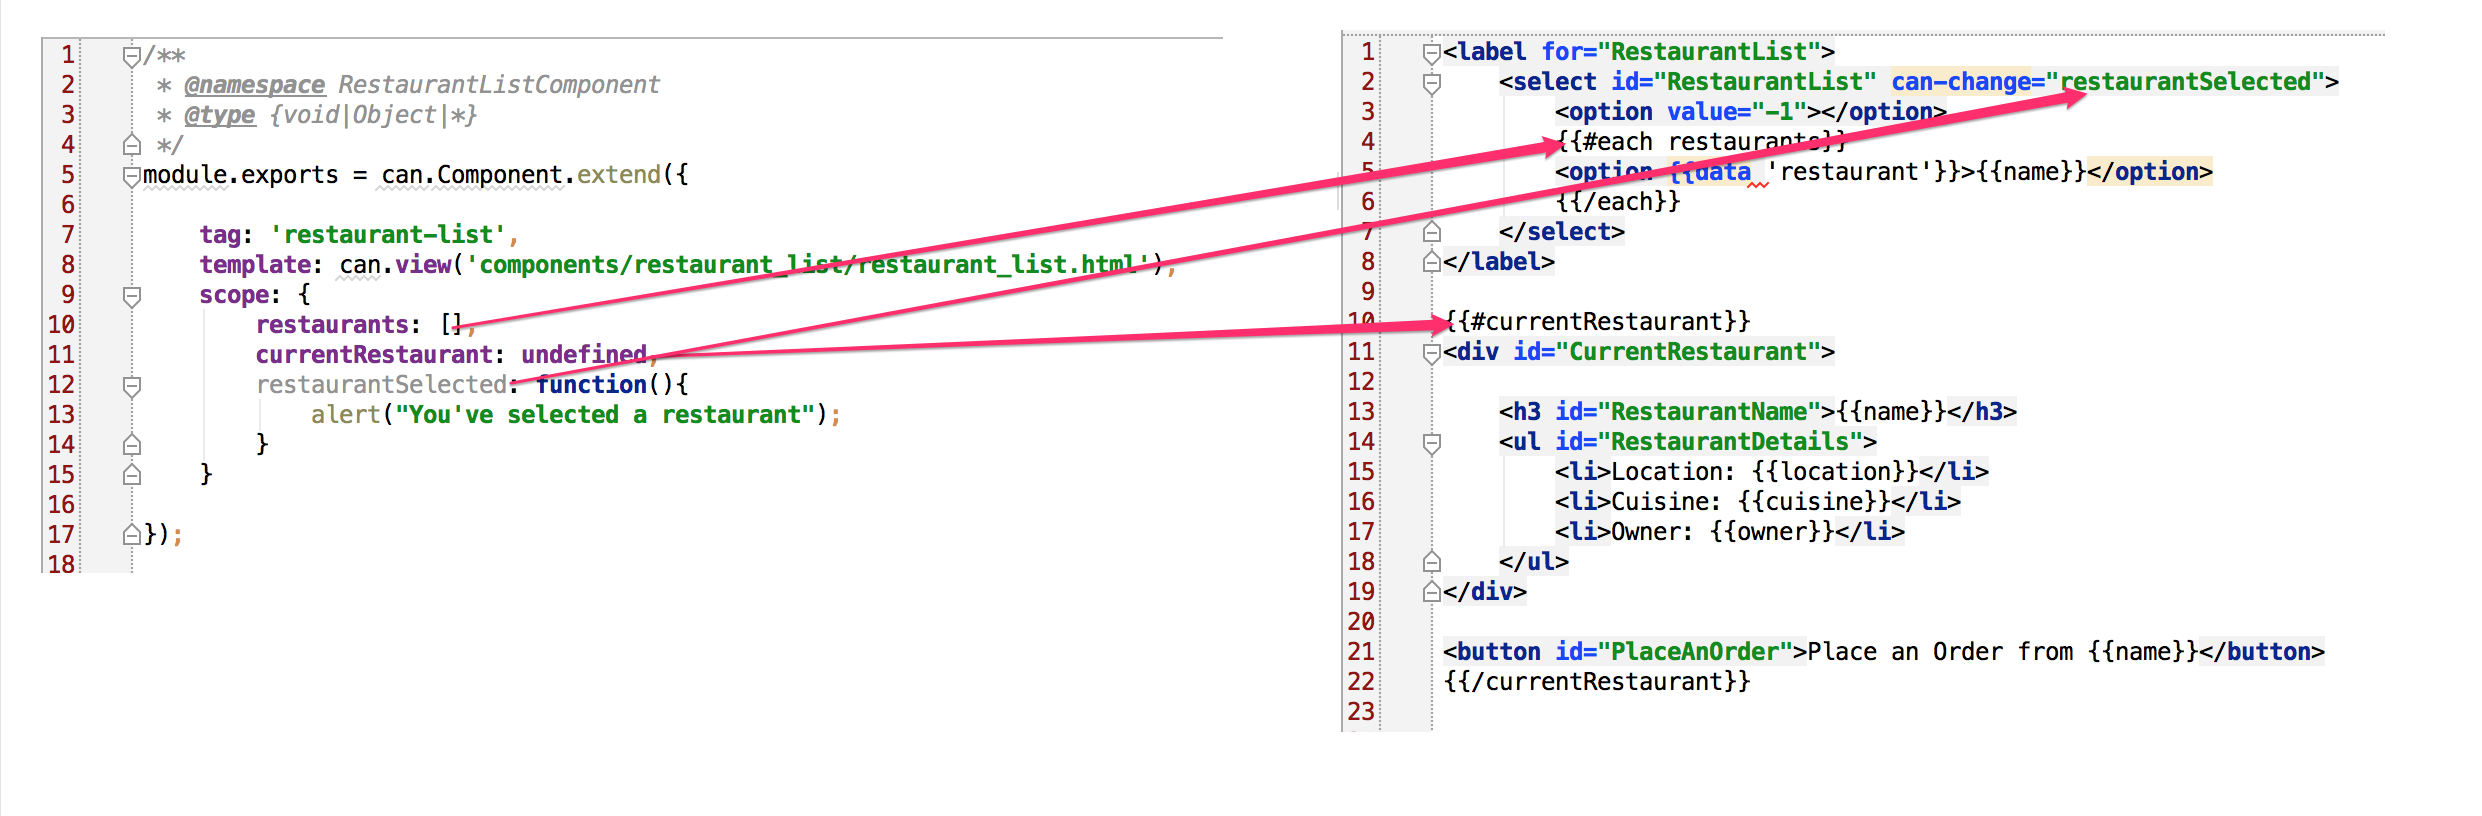 1 /**
2 * @namespace RestaurantListComponent
3 * @type {void|Object|*}
4 */
5 module.exports = can.Component.extend({
6
7 tag: 'restaurant-list',
8 template: can.view('components/restaurant_list/restaurant_list.html'),
9 scope: {
10 restaurants: [],
11 currentRestaurant: undefined,
12 restaurantSelected: function(){
13 alert("You've selected a restaurant");
14 }
15 }
16
17 });
18
1 <label for="RestaurantList">
2 <select id="RestaurantList" can-change="restaurantSelected">
3 <option value="-1"></option>
4 {{#each restaurants}}
5 <option {{data 'restaurant'}}>{{name}}</option>
6 {{/each}}
7 </select>
8 </label>
9
10 {{#currentRestaurant}}
11 <div id="CurrentRestaurant">
12
13 <h3 id="RestaurantName">{{name}}</h3>
14 <ul id="RestaurantDetails">
15 <li>Location: {{location}}</li>
16 <li>Cuisine: {{cuisine}}</li>
17 <li>Owner: {{owner}}</li>
18 </ul>
19 </div>
20
21 <button id="PlaceAnOrder">Place an Order from {{name}}</button>
22 {{/currentRestaurant}}
23